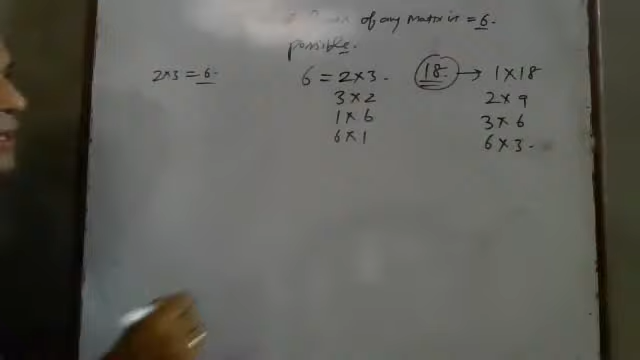 of any matrix is = 6.
possible.
2×3 = 6.
6 = 2×3.
3×2
1×6
6×1
18. → 1×18
2×9
3×6
6×3.